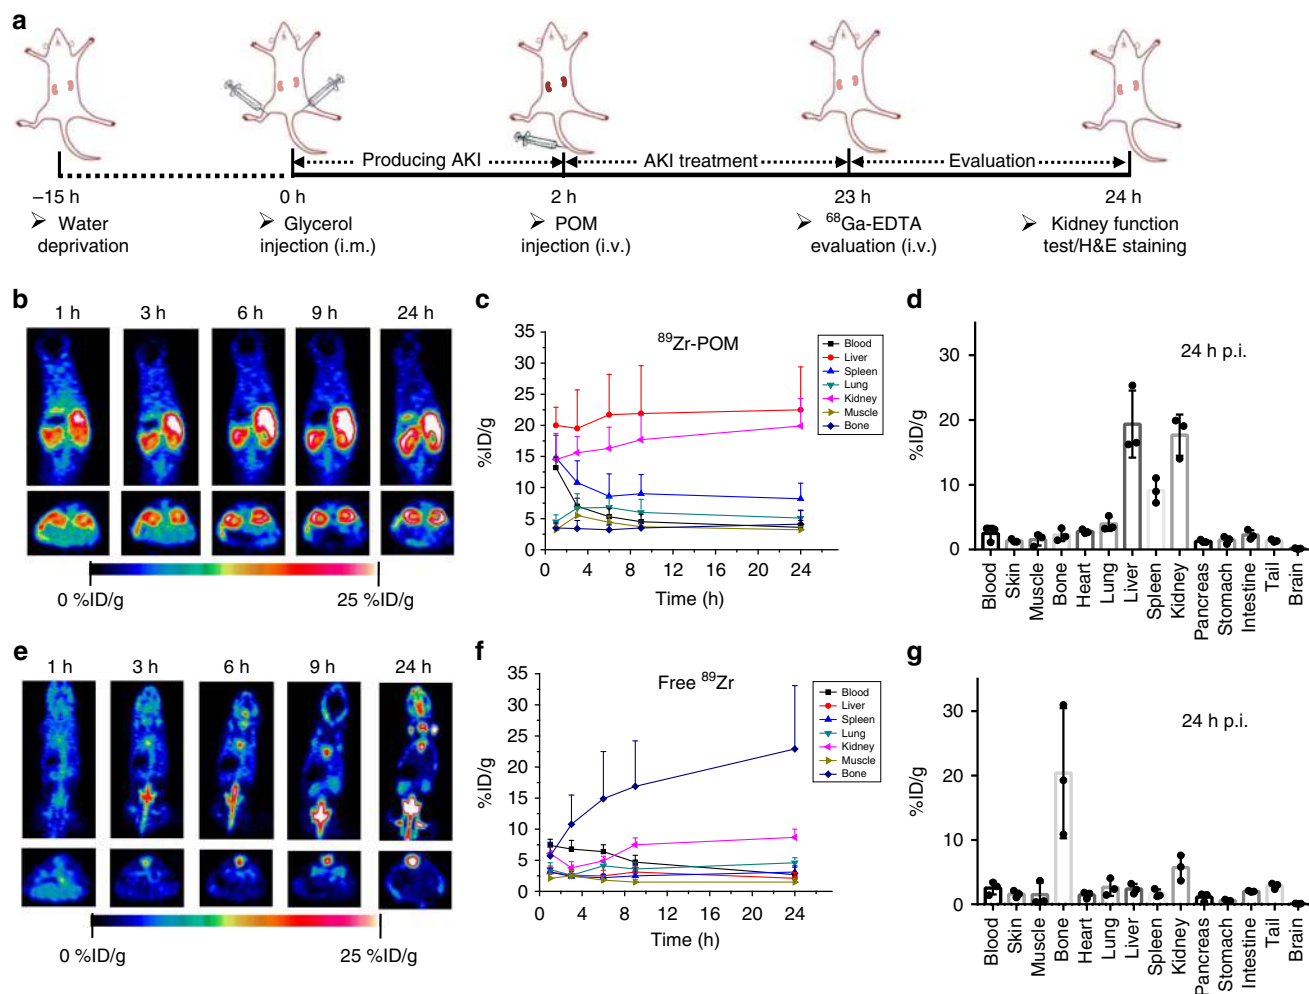 a
Producing AKI
AKI treatment
Evaluation
–15 h
0 h
2 h
23 h
24 h
➢ Water
deprivation
➢ Glycerol
injection (i.m.)
➢ POM
injection (i.v.)
➢ ⁶⁸Ga-EDTA
evaluation (i.v.)
➢ Kidney function
test/H&E staining
b
1 h
3 h
6 h
9 h
24 h
0 %ID/g
25 %ID/g
c
⁸⁹Zr-POM
35
30
25
20
15
10
5
0
%ID/g
0
4
8
12
16
20
24
Time (h)
Blood
Liver
Spleen
Lung
Kidney
Muscle
Bone
d
24 h p.i.
30
20
10
0
%ID/g
Blood
Skin
Muscle
Bone
Heart
Lung
Liver
Spleen
Kidney
Pancreas
Stomach
Intestine
Tail
Brain
e
1 h
3 h
6 h
9 h
24 h
0 %ID/g
25 %ID/g
f
Free ⁸⁹Zr
35
30
25
20
15
10
5
0
%ID/g
0
4
8
12
16
20
24
Time (h)
Blood
Liver
Spleen
Lung
Kidney
Muscle
Bone
g
24 h p.i.
30
20
10
0
%ID/g
Blood
Skin
Muscle
Bone
Heart
Lung
Liver
Spleen
Kidney
Pancreas
Stomach
Intestine
Tail
Brain